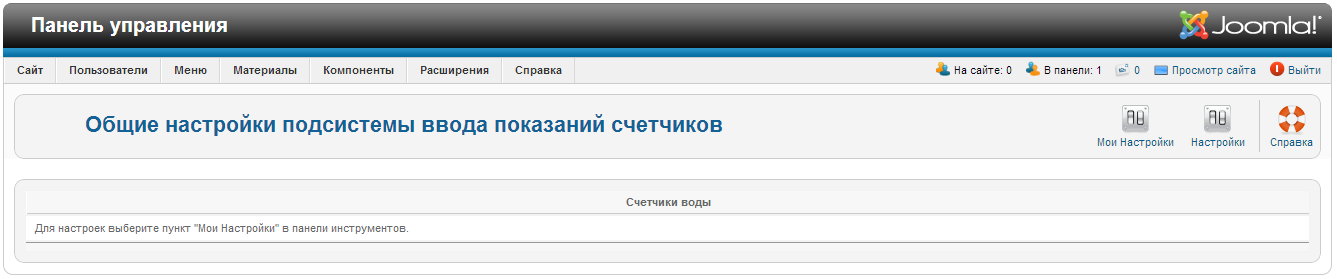 Панель управления
Joomla!
Сайт Пользователи Меню Материалы Компоненты Расширения Справка На сайте: 0 В панели: 1 0 Просмотр сайта Выйти
Общие настройки подсистемы ввода показаний счетчиков
Мои Настройки Настройки Справка
Счетчики воды
Для настроек выберите пункт "Мои Настройки" в панели инструментов.